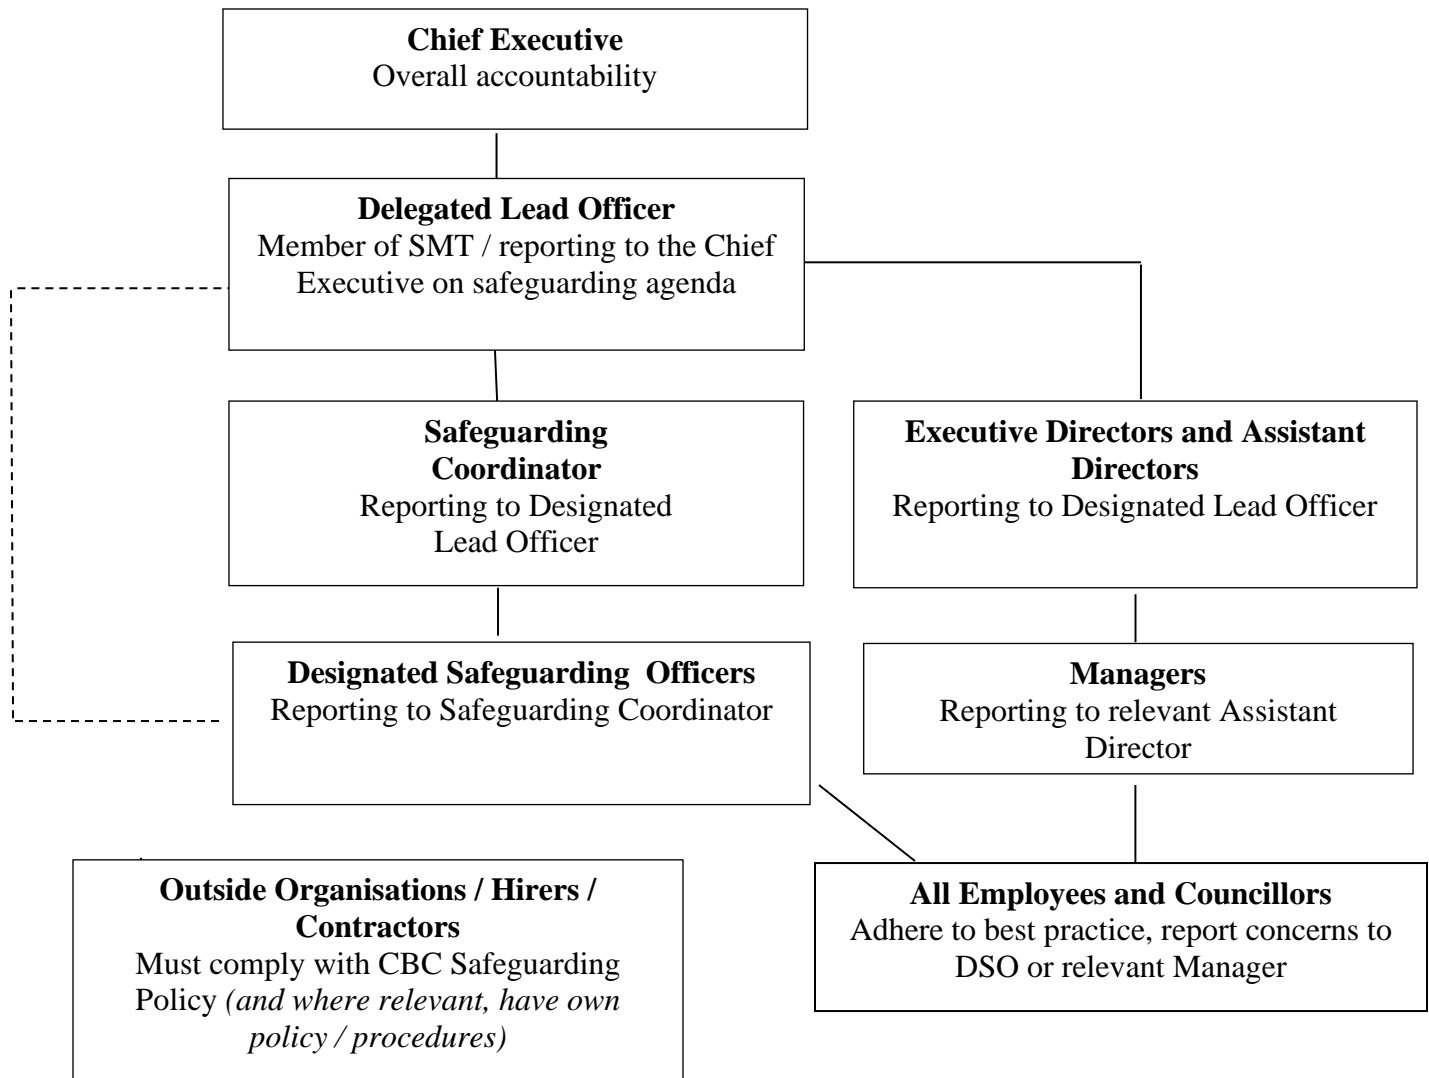 Chief Executive
Overall accountability
Delegated Lead Officer
Member of SMT / reporting to the Chief
Executive on safeguarding agenda
Safeguarding
Coordinator
Reporting to Designated
Lead Officer
Executive Directors and Assistant
Directors
Reporting to Designated Lead Officer
Designated Safeguarding Officers
Reporting to Safeguarding Coordinator
Managers
Reporting to relevant Assistant
Director
Outside Organisations / Hirers /
Contractors
Must comply with CBC Safeguarding
Policy (and where relevant, have own
policy / procedures)
All Employees and Councillors
Adhere to best practice, report concerns to
DSO or relevant Manager